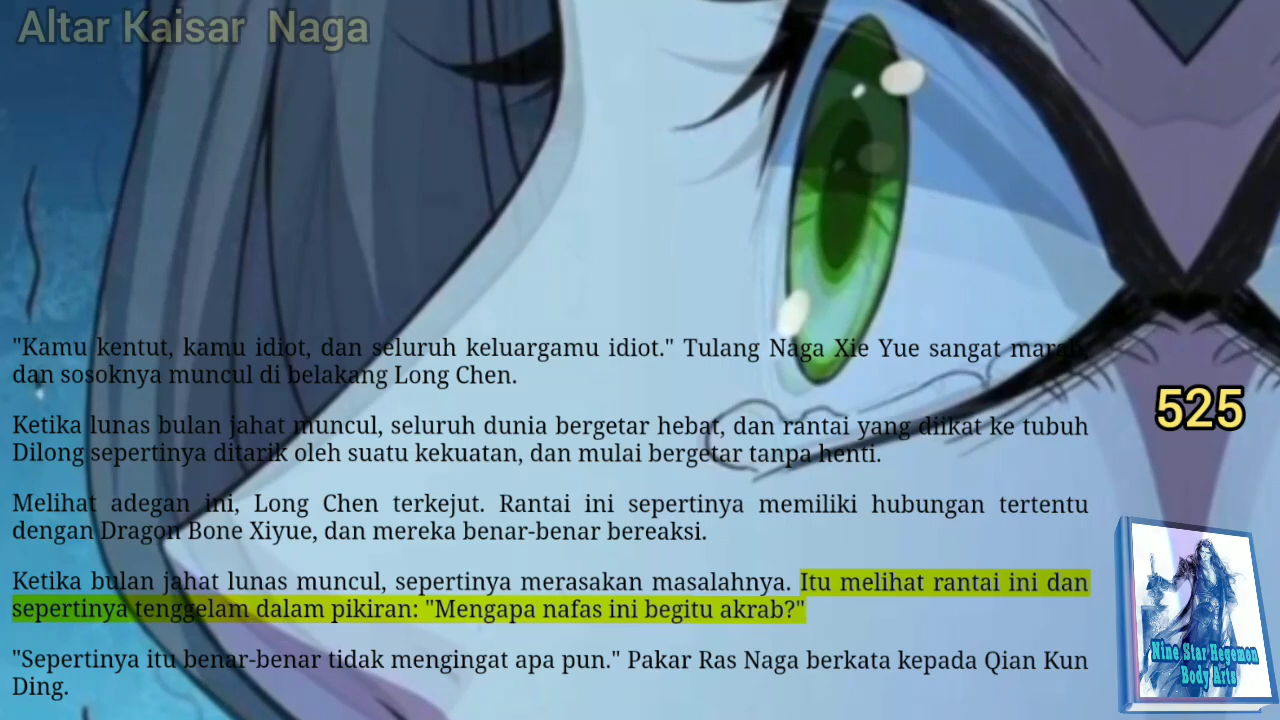 Altar Kaisar Naga
"Kamu kentut, kamu idiot, dan seluruh keluargamu idiot." Tulang Naga Xie Yue sangat marah,
dan sosoknya muncul di belakang Long Chen.
Ketika lunas bulan jahat muncul, seluruh dunia bergetar hebat, dan rantai yang diikat ke tubuh
Dilong sepertinya ditarik oleh suatu kekuatan, dan mulai bergetar tanpa henti.
Melihat adegan ini, Long Chen terkejut. Rantai ini sepertinya memiliki hubungan tertentu
dengan Dragon Bone Xiyue, dan mereka benar-benar bereaksi.
Ketika bulan jahat lunas muncul, sepertinya merasakan masalahnya. Itu melihat rantai ini dan
sepertinya tenggelam dalam pikiran: "Mengapa nafas ini begitu akrab?"
"Sepertinya itu benar-benar tidak mengingat apa pun." Pakar Ras Naga berkata kepada Qian Kun
Ding.
525
Nine Star Hegemon
Body Arts